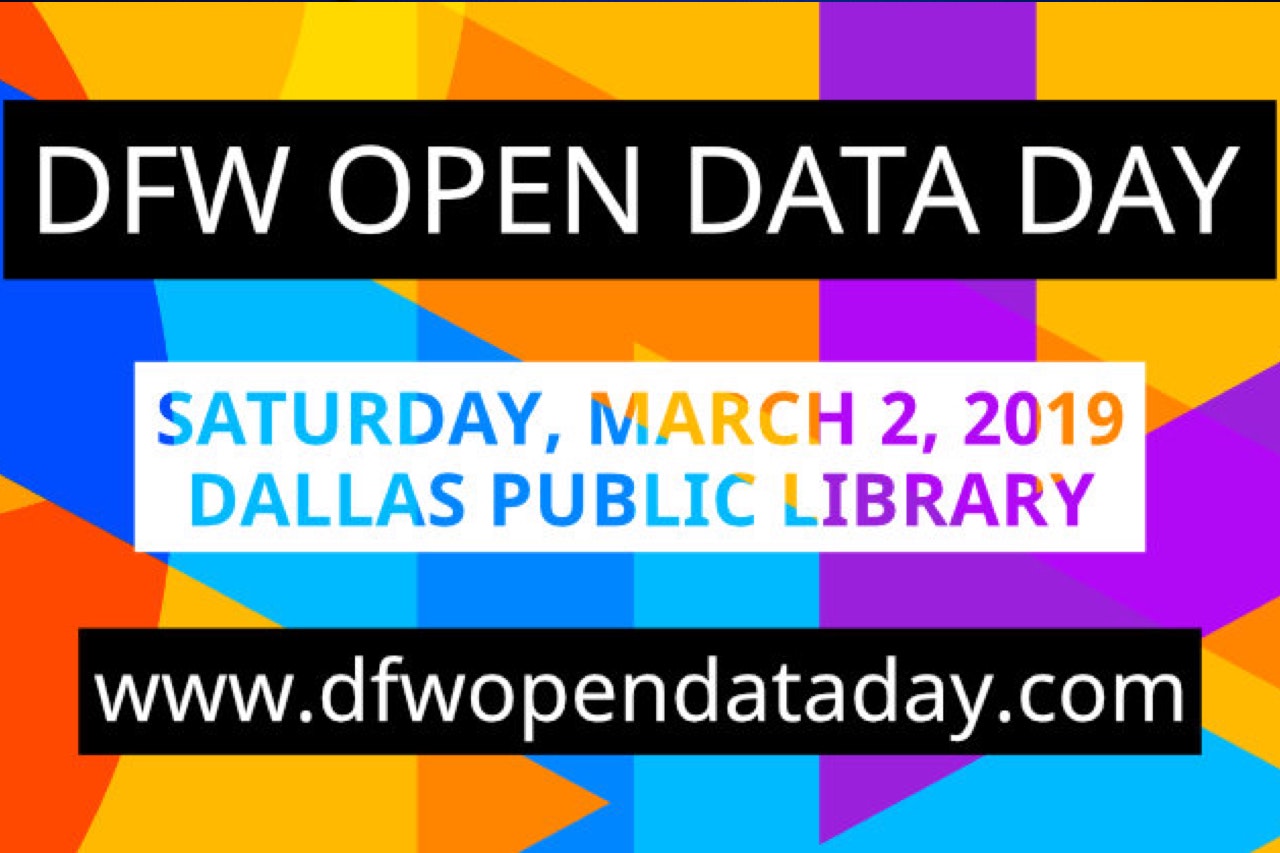 DFW OPEN DATA DAY
SATURDAY, MARCH 2, 2019
DALLAS PUBLIC LIBRARY
www.dfwopendataday.com